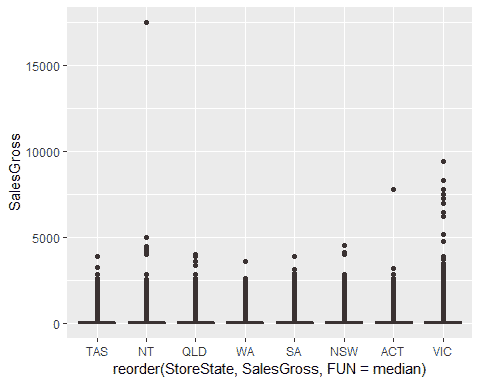 SalesGross
15000
10000
5000
0
TAS NT QLD WA SA NSW ACT VIC
reorder(StoreState, SalesGross, FUN = median)